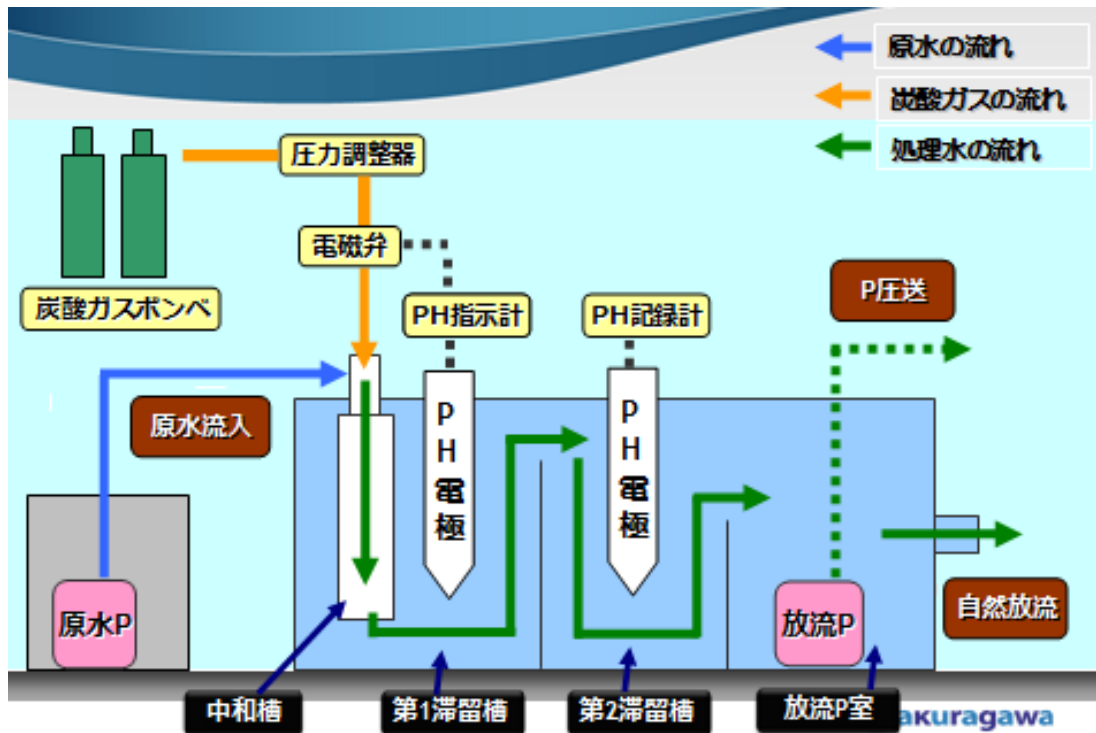 原水の流れ
炭酸ガスの流れ
処理水の流れ
圧力調整器
電磁弁
炭酸ガスボンベ
PH指示計
PH記録計
P圧送
原水流入
PH電極
PH電極
原水P
放流P
自然放流
中和槽
第1滞留槽
第2滞留槽
放流P室
akuragawa